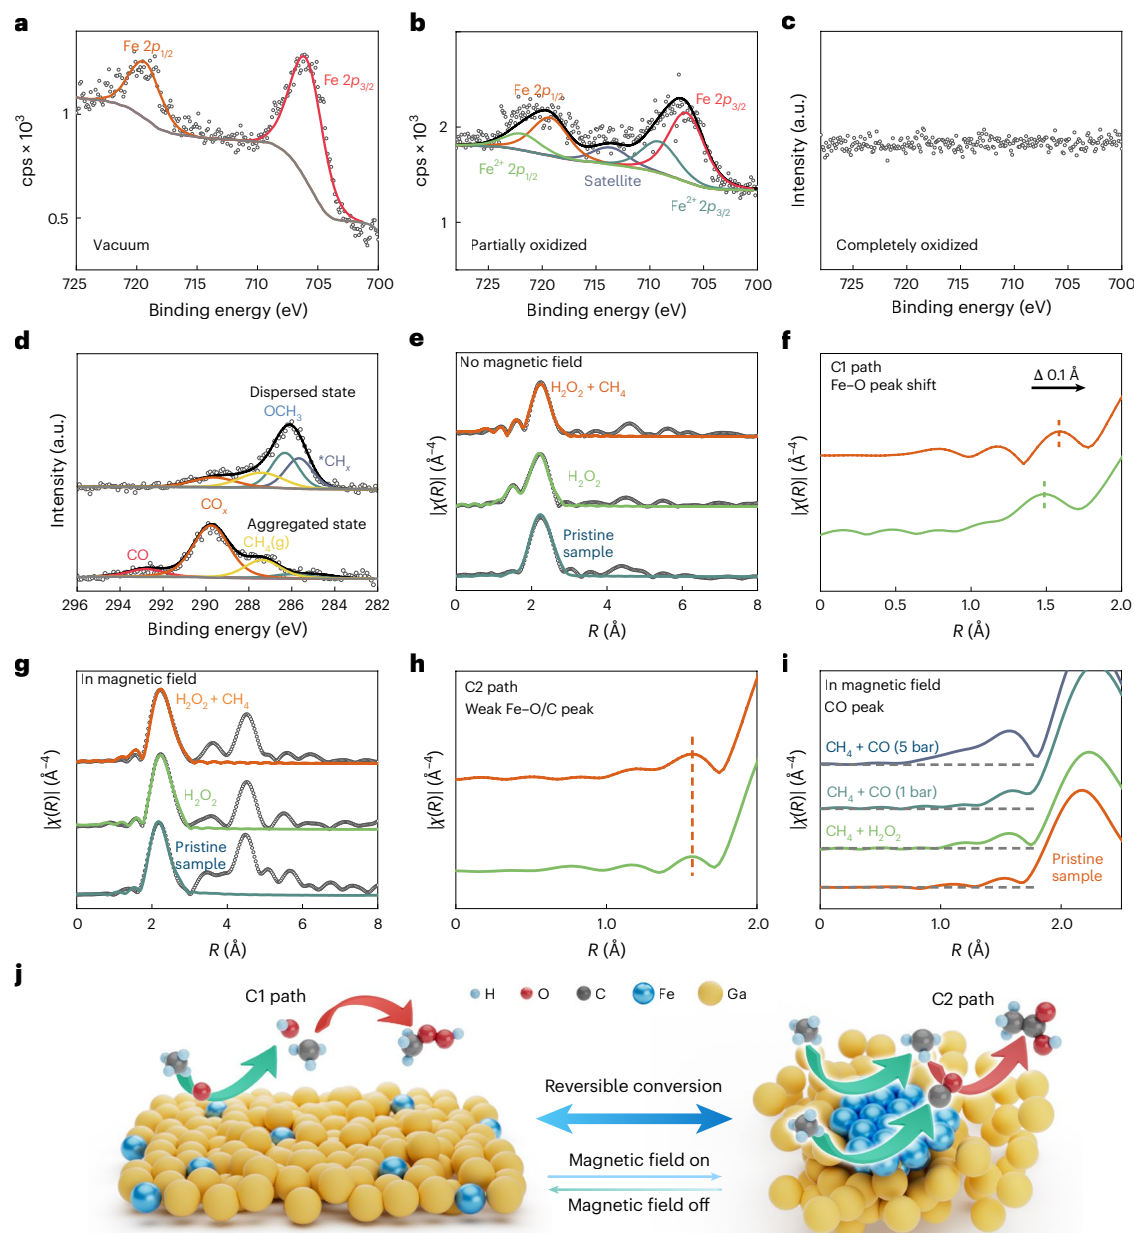 a
Fe 2p1/2
Fe 2p3/2
1
0.5
cps × 10³
Vacuum
725 720 715 710 705 700
Binding energy (eV)
b
Fe 2p1/2
Fe 2p3/2
2
1
cps × 10³
Fe²⁺ 2p1/2
Satellite
Fe²⁺ 2p3/2
Partially oxidized
725 720 715 710 705 700
Binding energy (eV)
c
Intensity (a.u.)
Completely oxidized
725 720 715 710 705 700
Binding energy (eV)
d
Dispersed state
OCH3
*CHx
COx
Aggregated state
CO
CH4(g)
Intensity (a.u.)
296 294 292 290 288 286 284 282
Binding energy (eV)
e
No magnetic field
H2O2 + CH4
H2O2
Pristine
sample
|χ(R)| (Å⁻⁴)
0 2 4 6 8
R (Å)
f
C1 path
Fe–O peak shift
Δ 0.1 Å
|χ(R)| (Å⁻⁴)
0 0.5 1.0 1.5 2.0
R (Å)
g
In magnetic field
H2O2 + CH4
H2O2
Pristine
sample
|χ(R)| (Å⁻⁴)
0 2 4 6 8
R (Å)
h
C2 path
Weak Fe–O/C peak
|χ(R)| (Å⁻⁴)
0 1.0 2.0
R (Å)
i
In magnetic field
CO peak
CH4 + CO (5 bar)
CH4 + CO (1 bar)
CH4 + H2O2
Pristine
sample
|χ(R)| (Å⁻⁴)
0 1.0 2.0
R (Å)
j
C1 path
H O C Fe Ga
C2 path
Reversible conversion
Magnetic field on
Magnetic field off